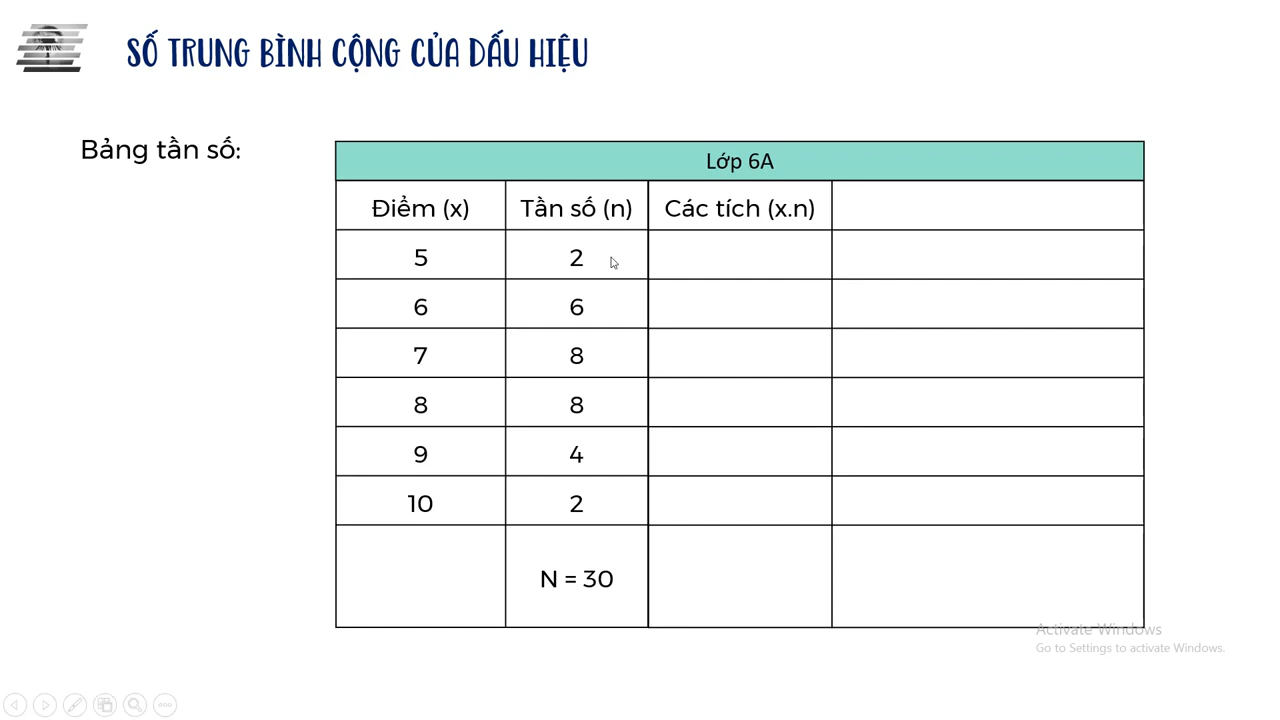 SỐ TRUNG BÌNH CỘNG CỦA DẤU HIỆU
Bảng tần số:
Lớp 6A
Điểm (x) Tần số (n) Các tích (x.n)
5 2
6 6
7 8
8 8
9 4
10 2
N = 30
Activate Windows
Go to Settings to activate Windows.